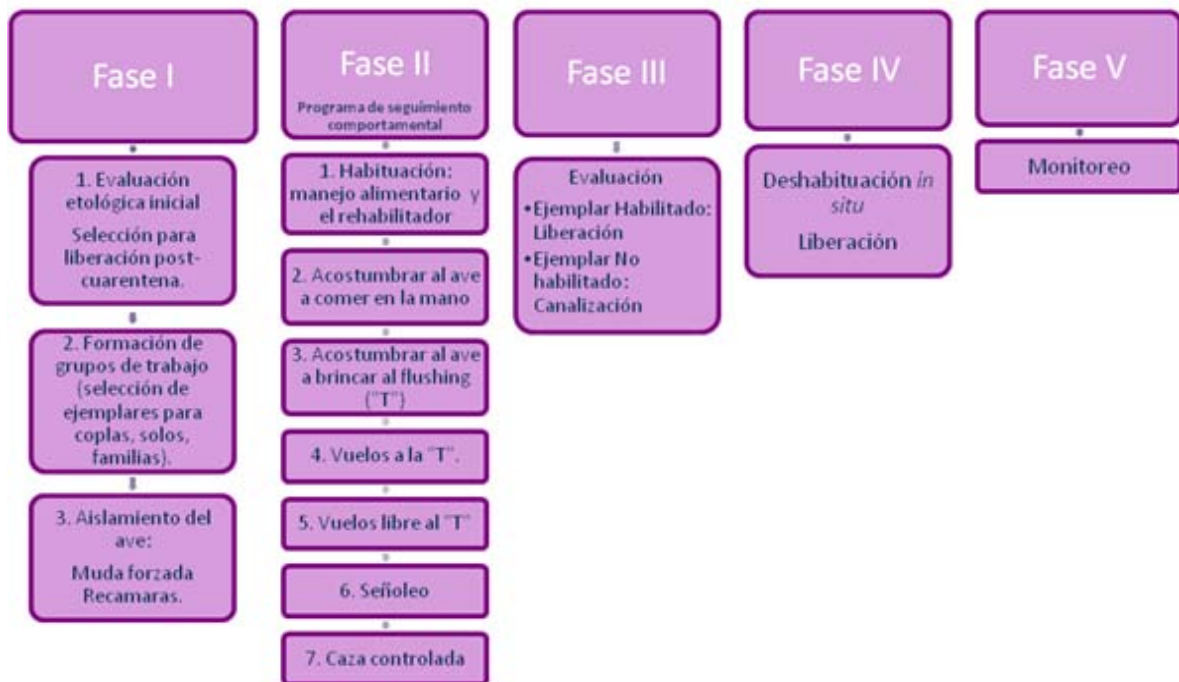 Fase I
1. Evaluación
etológica inicial
Selección para
liberación post-
cuarentena.
2. Formación de
grupos de trabajo
(selección de
ejemplares para
coplas, solos,
familias).
3. Aislamiento del
ave:
Muda forzada
Recamaras.
Fase II
Programa de seguimiento
comportamental
1. Habituación:
manejo alimentario y
el rehabilitador
2. Acostumbrar al ave
a comer en la mano
3. Acostumbrar al ave
a brincar al flushing
("T")
4. Vuelos a la "T".
5. Vuelos libre al "T"
6. Señoleo
7. Caza controlada
Fase III
Evaluación
•Ejemplar Habilitado:
Liberación
•Ejemplar No
habilitado:
Canalización
Fase IV
Deshabituación in
situ
Liberación
Fase V
Monitoreo